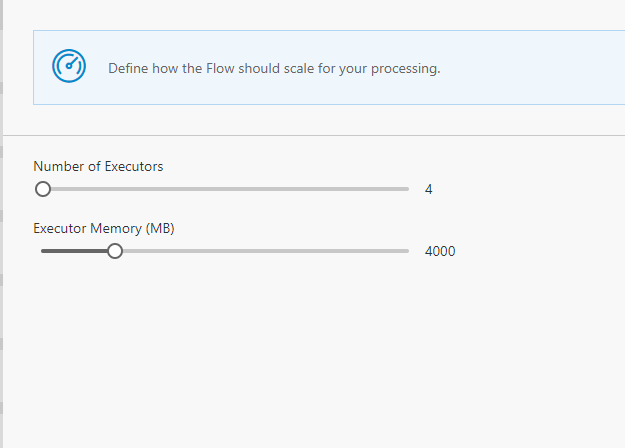 Define how the Flow should scale for your processing.
Number of Executors
4
Executor Memory (MB)
4000